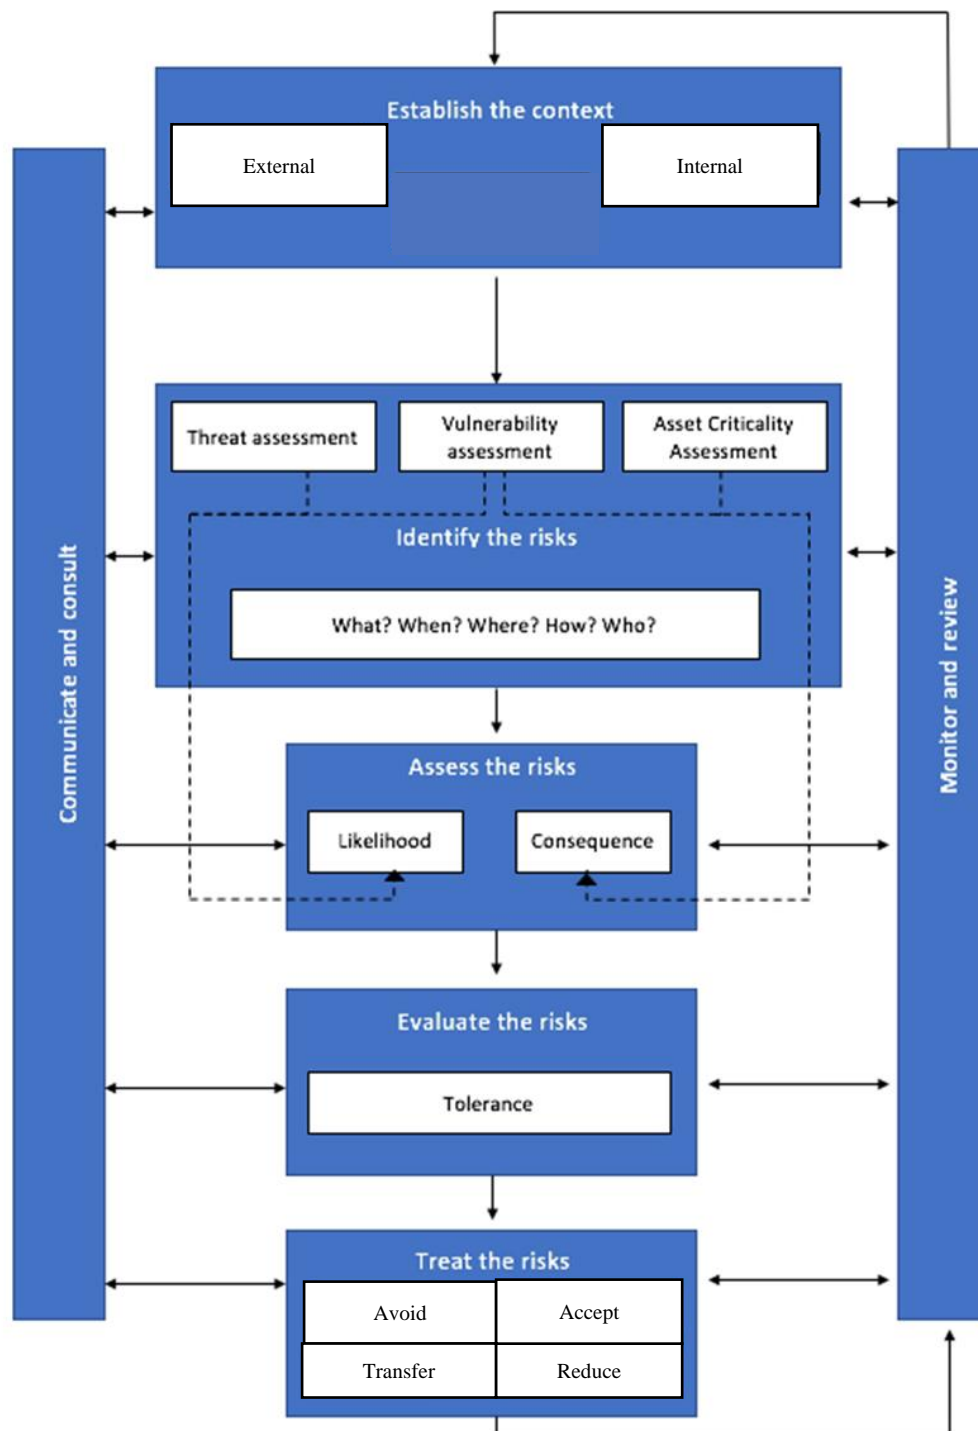 Establish the context
External
Internal
Threat assessment
Vulnerability
assessment
Asset Criticality
Assessment
Identify the risks
What? When? Where? How? Who?
Communicate and consult
Monitor and review
Assess the risks
Likelihood
Consequence
Evaluate the risks
Tolerance
Treat the risks
Avoid
Accept
Transfer
Reduce